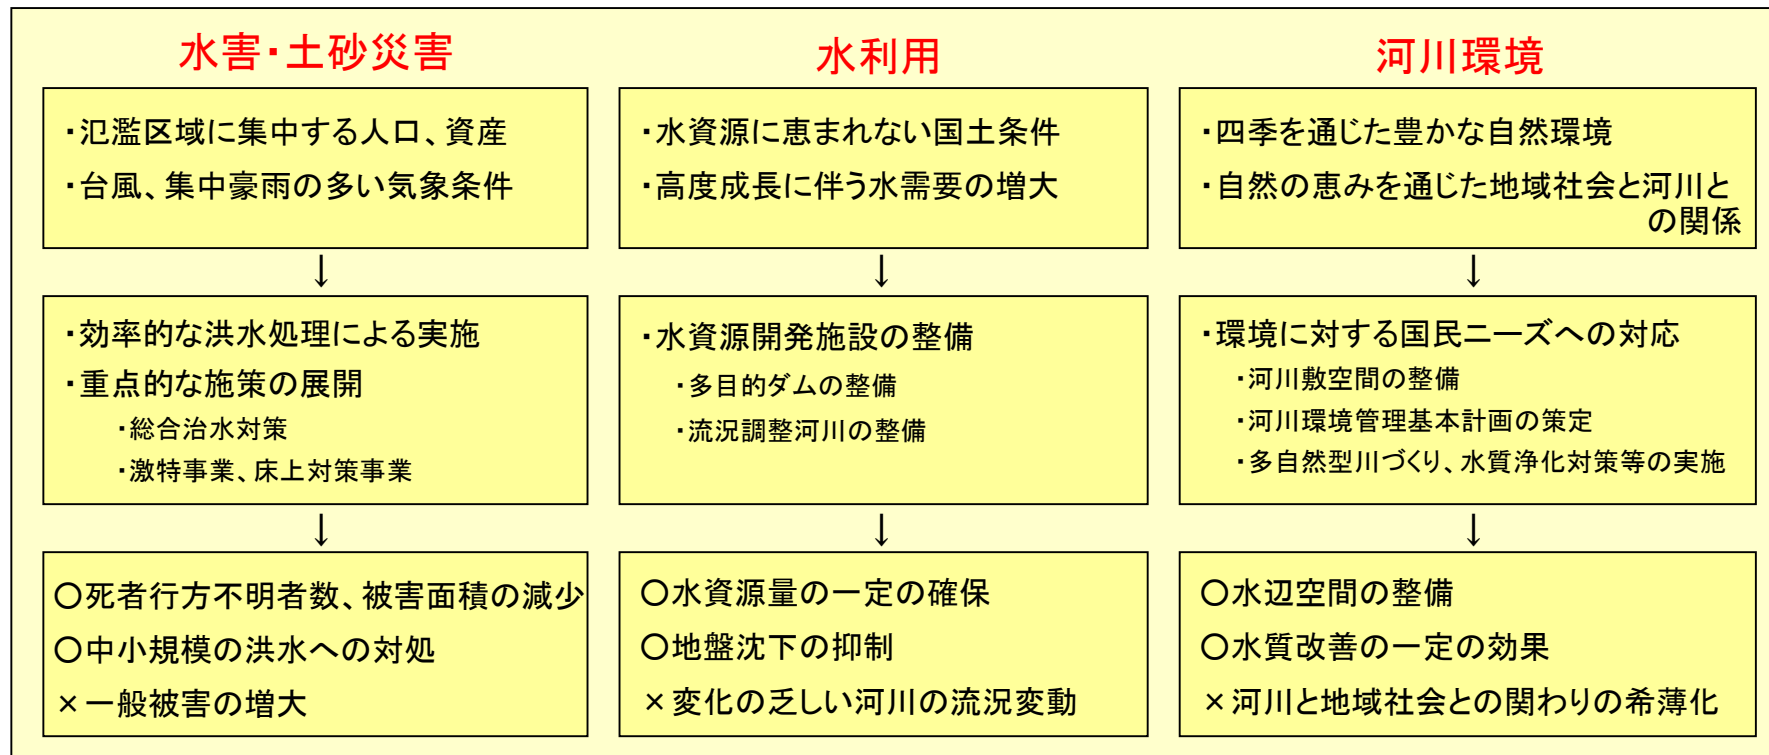 水害・土砂災害
・氾濫区域に集中する人口、資産
・台風、集中豪雨の多い気象条件
↓
・効率的な洪水処理による実施
・重点的な施策の展開
・総合治水対策
・激特事業、床上対策事業
↓
○死者行方不明者数、被害面積の減少
○中小規模の洪水への対処
×一般被害の増大
水利用
・水資源に恵まれない国土条件
・高度成長に伴う水需要の増大
↓
・水資源開発施設の整備
・多目的ダムの整備
・流況調整河川の整備
↓
○水資源量の一定の確保
○地盤沈下の抑制
×変化の乏しい河川の流況変動
河川環境
・四季を通じた豊かな自然環境
・自然の恵みを通じた地域社会と河川と
の関係
↓
・環境に対する国民ニーズへの対応
・河川敷空間の整備
・河川環境管理基本計画の策定
・多自然型川づくり、水質浄化対策等の実施
↓
○水辺空間の整備
○水質改善の一定の効果
×河川と地域社会との関わりの希薄化